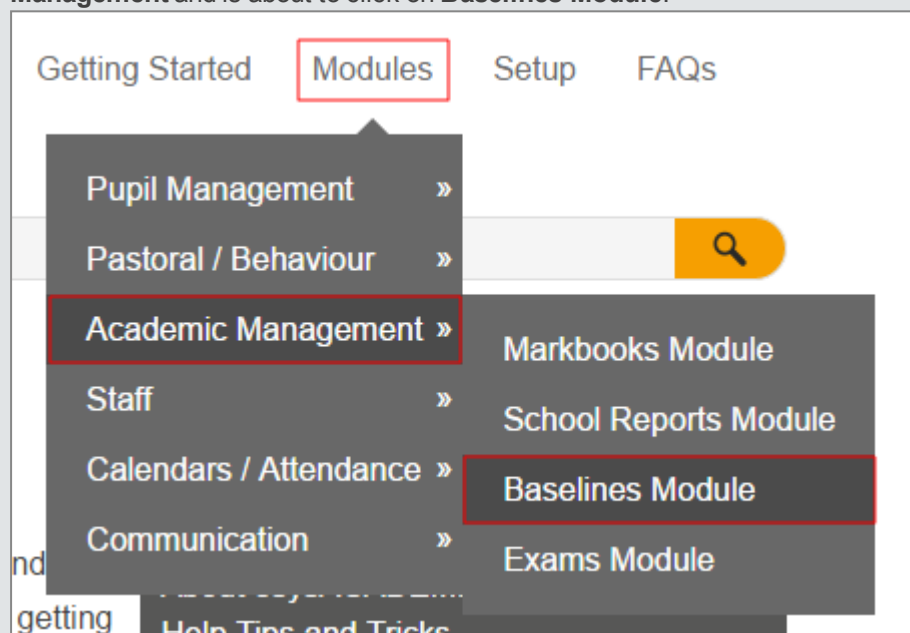 Management and is about to click on Baselines Module.
Getting Started Modules Setup FAQs
Pupil Management »
Pastoral / Behaviour »
Academic Management »
Staff »
Calendars / Attendance »
Communication »
Markbooks Module
School Reports Module
Baselines Module
Exams Module
nd
getting
Help Tips and Tricks